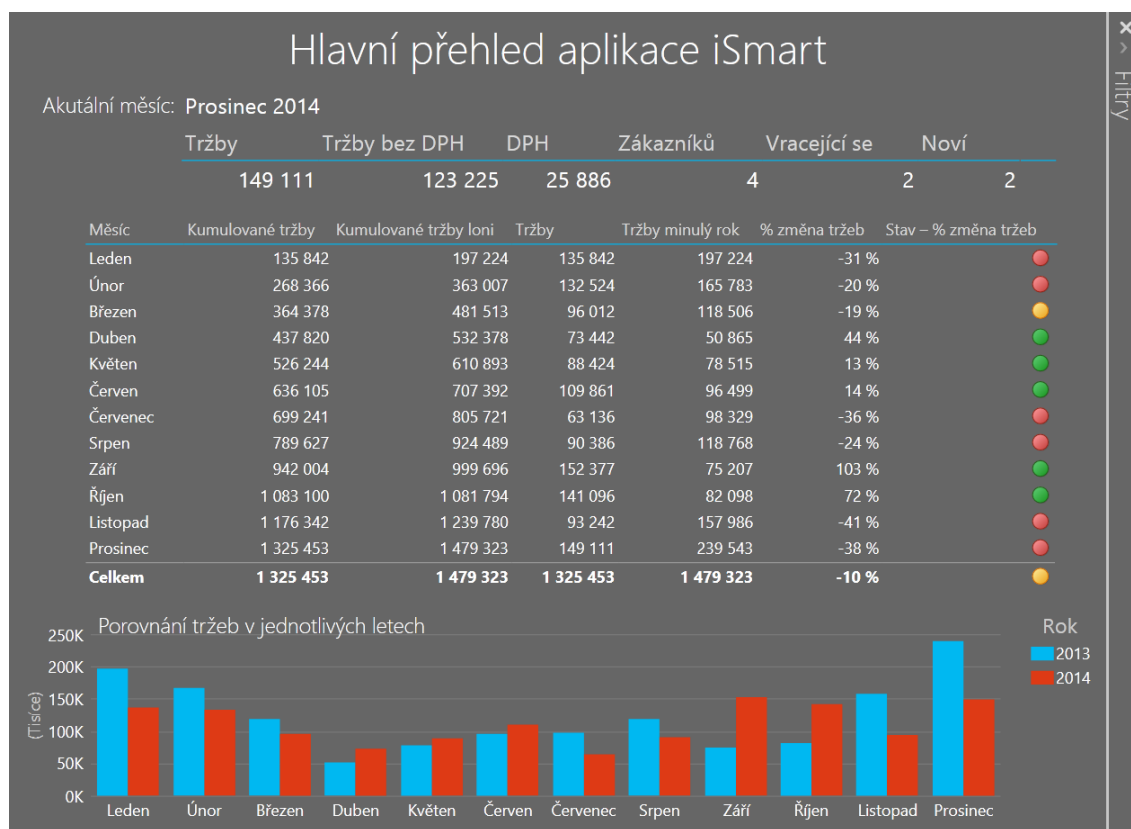 Hlavní přehled aplikace iSmart
Akutální měsíc: Prosinec 2014
Tržby Tržby bez DPH DPH Zákazníků Vracející se Noví
149 111 123 225 25 886 4 2 2
Měsíc Kumulované tržby Kumulované tržby loni Tržby Tržby minulý rok % změna tržeb Stav – % změna tržeb
Leden 135 842 197 224 135 842 197 224 -31 %
Únor 268 366 363 007 132 524 165 783 -20 %
Březen 364 378 481 513 96 012 118 506 -19 %
Duben 437 820 532 378 73 442 50 865 44 %
Květen 526 244 610 893 88 424 78 515 13 %
Červen 636 105 707 392 109 861 96 499 14 %
Červenec 699 241 805 721 63 136 98 329 -36 %
Srpen 789 627 924 489 90 386 118 768 -24 %
Září 942 004 999 696 152 377 75 207 103 %
Říjen 1 083 100 1 081 794 141 096 82 098 72 %
Listopad 1 176 342 1 239 780 93 242 157 986 -41 %
Prosinec 1 325 453 1 479 323 149 111 239 543 -38 %
Celkem 1 325 453 1 479 323 1 325 453 1 479 323 -10 %
Porovnání tržeb v jednotlivých letech
250K
200K
150K
100K
50K
0K
(Tisíce)
Leden Únor Březen Duben Květen Červen Červenec Srpen Září Říjen Listopad Prosinec
Rok
2013
2014
Filtry